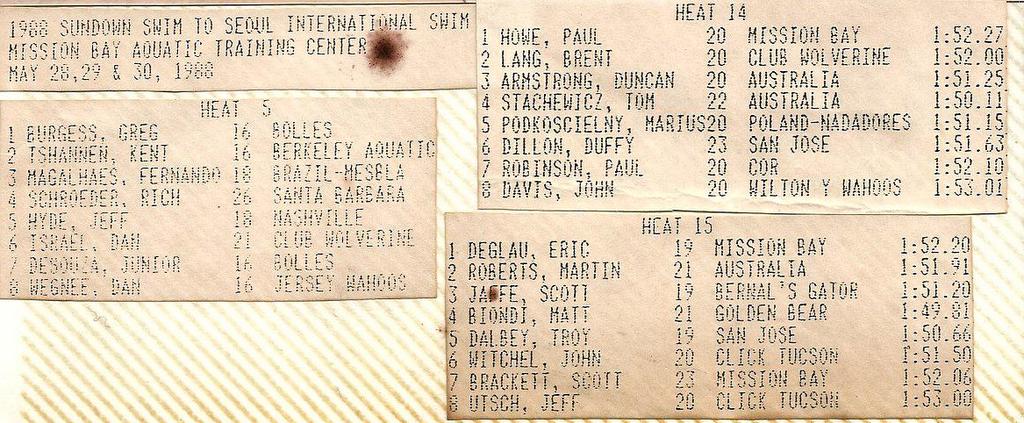 1988 SUNDOWN SWIM TO SEOUL INTERNATIONAL SWIM
MISSION BAY AQUATIC TRAINING CENTER
MAY 28,29 & 30, 1988
HEAT 5
1 BURGESS, GREG 16 BOLLES
2 TSHANNEN, KENT 16 BERKELEY AQUATIC
3 MAGALHAES, FERNANDO 18 BRAZIL-MESBLA
4 SCHROEDER, RICH 26 SANTA BARBARA
5 HYDE, JEFF 18 NASHVILLE
6 ISRAEL, DAN 21 CLUB WOLVERINE
7 DESOUZA, JUNIOR 16 BOLLES
8 WEGNEE, DAN 16 JERSEY WAHOOS
HEAT 14
1 HOWE, PAUL 20 MISSION BAY 1:52.27
2 LANG, BRENT 20 CLUB WOLVERINE 1:52.00
3 ARMSTRONG, DUNCAN 20 AUSTRALIA 1:51.25
4 STACHEWICZ, TOM 22 AUSTRALIA 1:50.11
5 PODKOSCIELNY, MARIUS20 POLAND-NADADORES 1:51.15
6 DILLON, DUFFY 23 SAN JOSE 1:51.63
7 ROBINSON, PAUL 20 COR 1:52.10
8 DAVIS, JOHN 20 WILTON Y WAHOOS 1:53.01
HEAT 15
1 DEGLAU, ERIC 19 MISSION BAY 1:52.20
2 ROBERTS, MARTIN 21 AUSTRALIA 1:51.91
3 JAFFE, SCOTT 19 BERNAL'S GATOR 1:51.20
4 BIONDI, MATT 21 GOLDEN BEAR 1:49.81
5 DALBEY, TROY 19 SAN JOSE 1:50.66
6 WITCHEL, JOHN 20 CLICK TUCSON 1:51.50
7 BRACKETT, SCOTT 23 MISSION BAY 1:52.06
8 UTSCH, JEFF 20 CLICK TUCSON 1:53.00